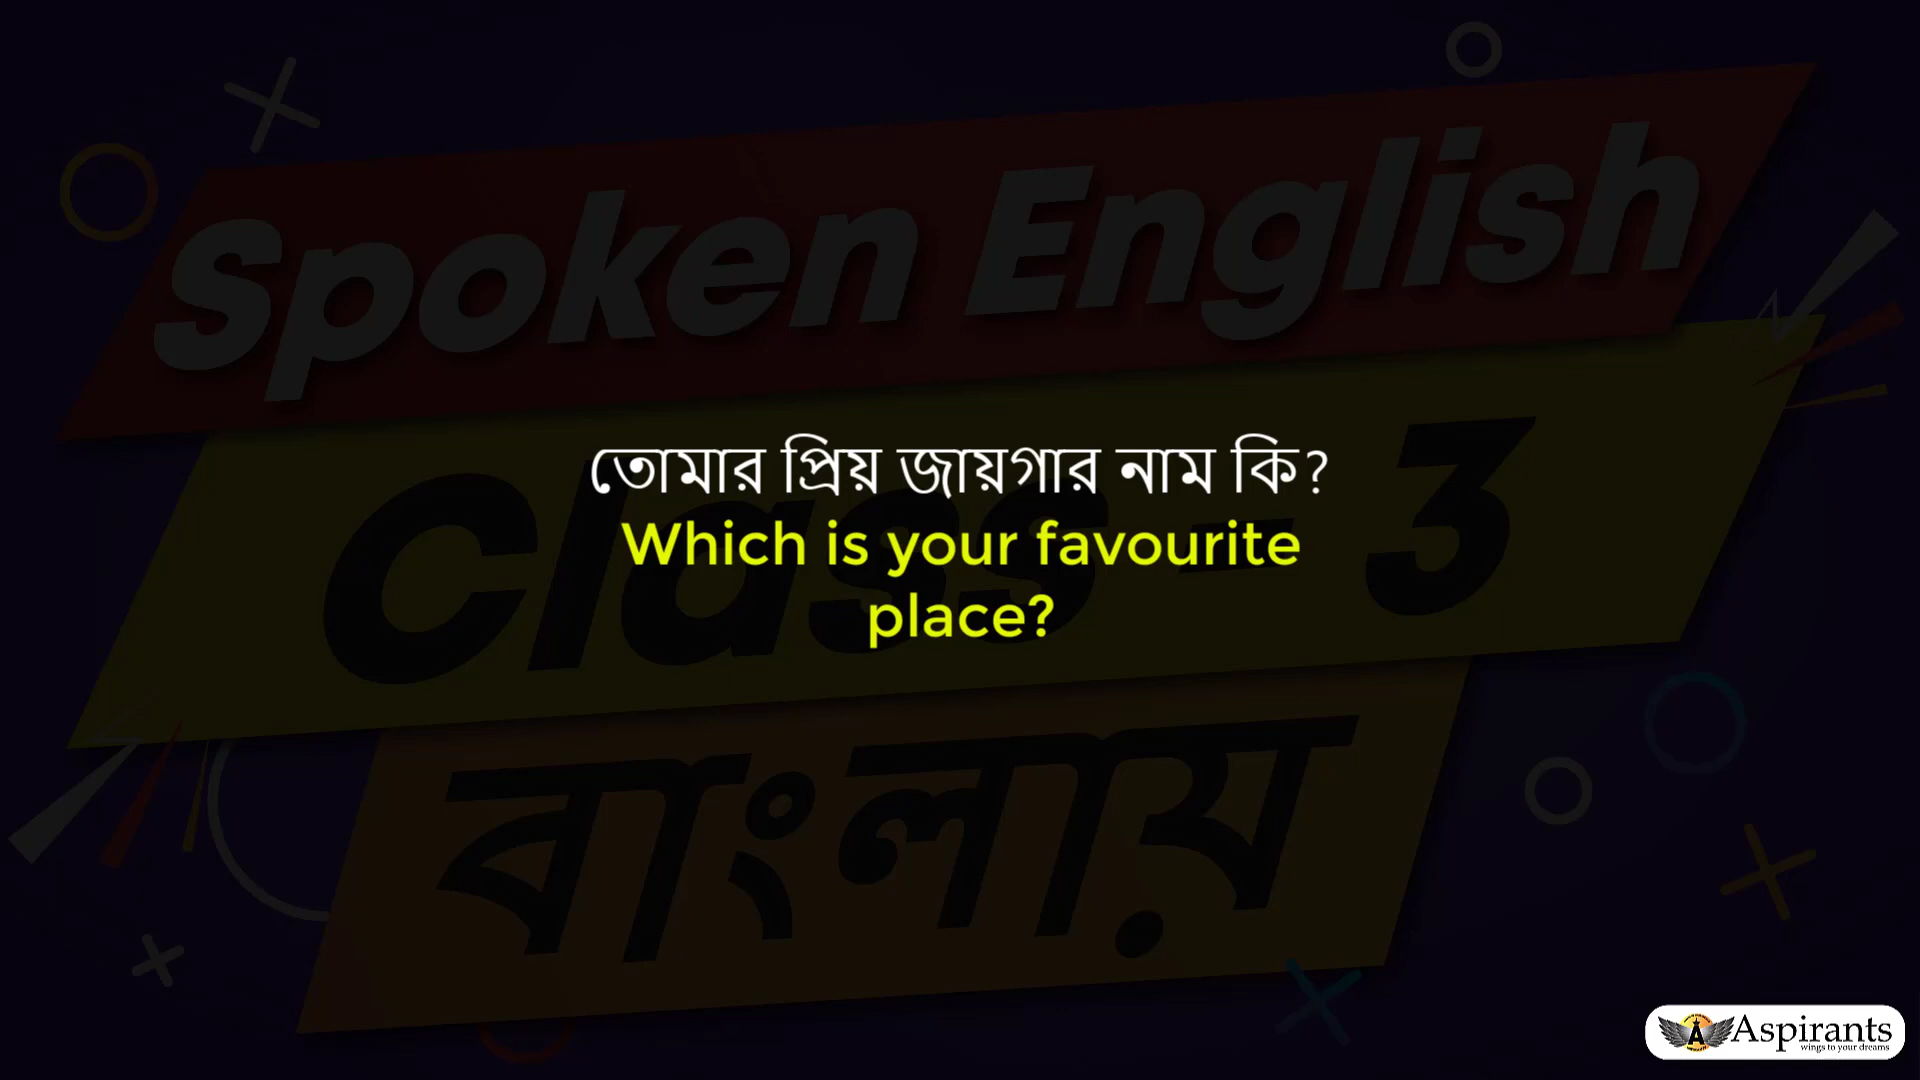 Spoken English
Class - 3
বাংলায়
তোমার প্রিয় জায়গার নাম কি?
Which is your favourite
place?
Aspirants
wings to your dreams